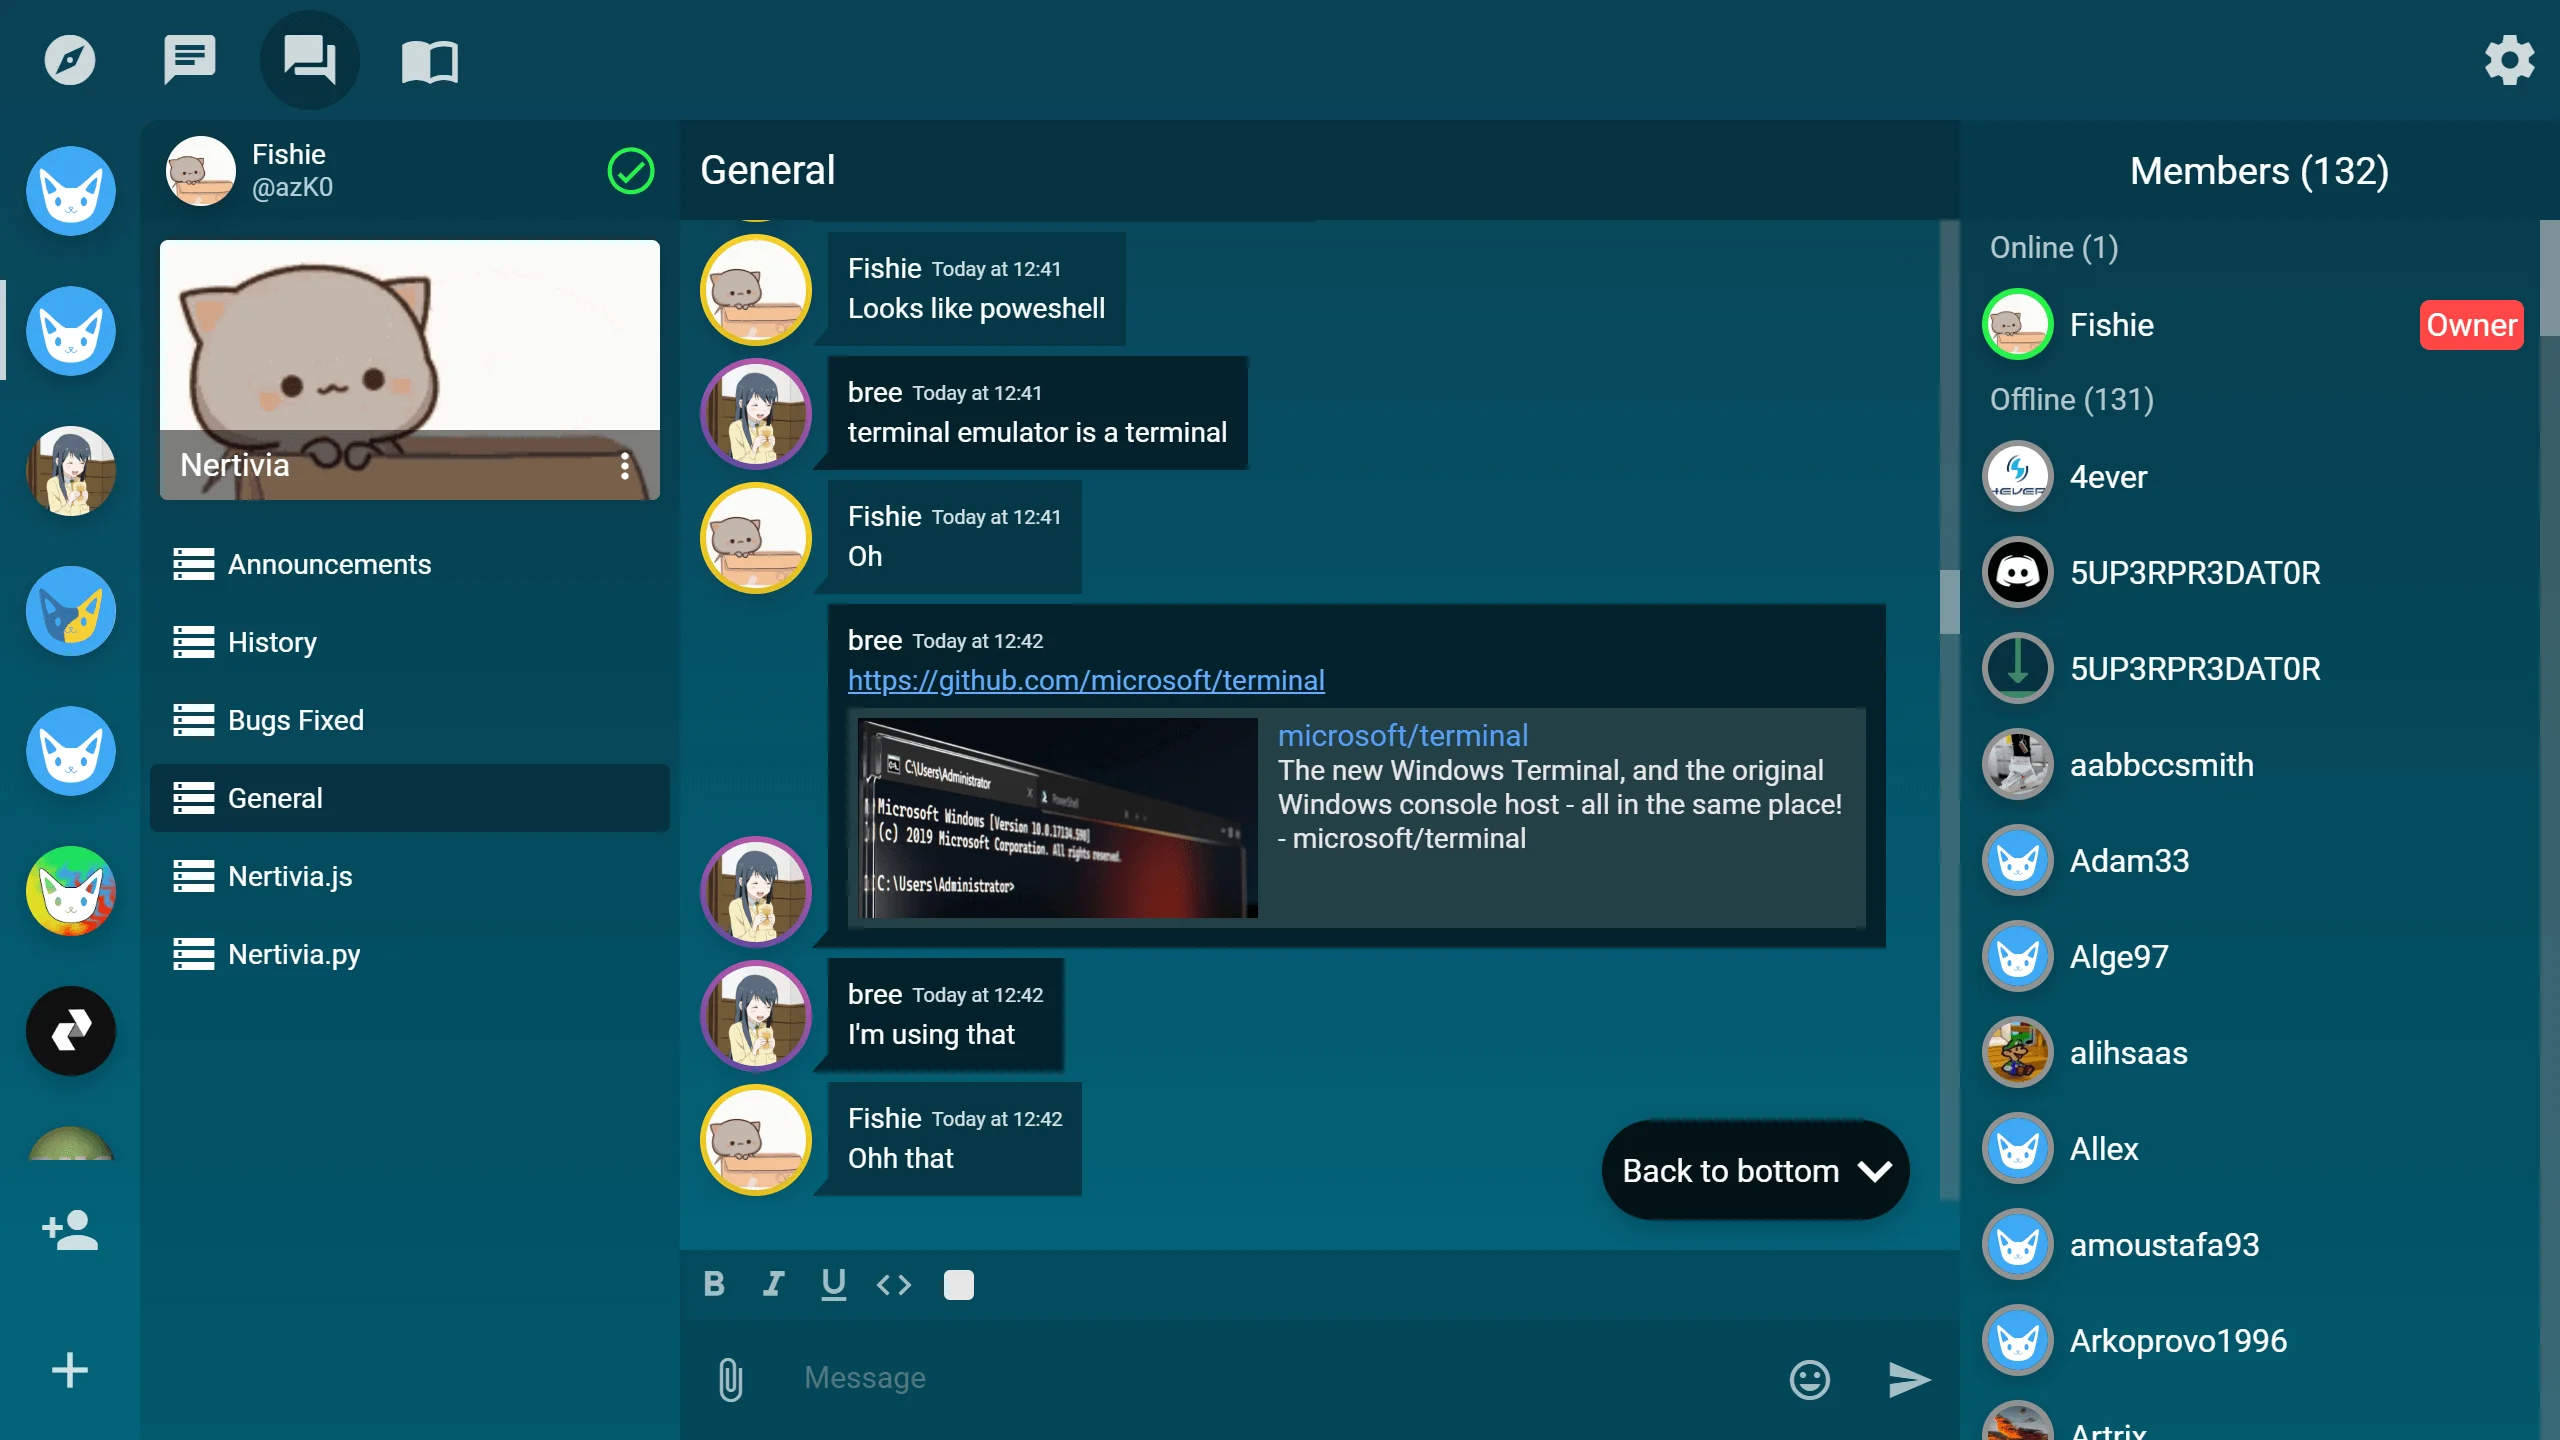 Fishie
@azK0
Nertivia
Announcements
History
Bugs Fixed
General
Nertivia.js
Nertivia.py
General
Fishie Today at 12:41
Looks like poweshell
bree Today at 12:41
terminal emulator is a terminal
Fishie Today at 12:41
Oh
bree Today at 12:42
https://github.com/microsoft/terminal
C:\Users\Administrator
PowerShell
Microsoft Windows [Version 10.0.17134.590]
(c) 2019 Microsoft Corporation. All rights reserved.
C:\Users\Administrator>
microsoft/terminal
The new Windows Terminal, and the original
Windows console host - all in the same place!
- microsoft/terminal
bree Today at 12:42
I'm using that
Fishie Today at 12:42
Ohh that
Back to bottom
B I U <>
Message
Members (132)
Online (1)
Fishie Owner
Offline (131)
4EVER
4ever
5UP3RPR3DAT0R
5UP3RPR3DAT0R
aabbccsmith
Adam33
Alge97
alihsaas
Allex
amoustafa93
Arkoprovo1996
Artrix